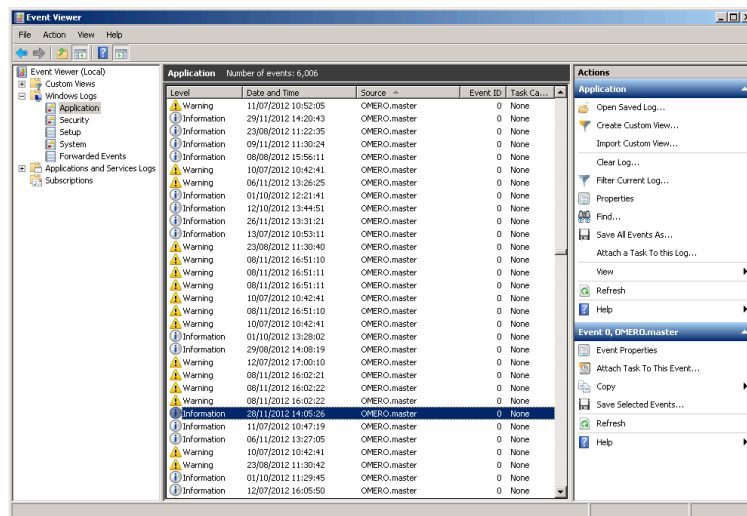 Event Viewer
File Action View Help
Event Viewer (Local)
Custom Views
Windows Logs
Application
Security
Setup
System
Forwarded Events
Applications and Services Logs
Subscriptions
Application Number of events: 6,006
Level Date and Time Source Event ID Task Ca...
Warning 11/07/2012 10:52:05 OMERO.master 0 None
Information 29/11/2012 14:20:43 OMERO.master 0 None
Information 23/08/2012 11:22:35 OMERO.master 0 None
Information 09/11/2012 11:30:24 OMERO.master 0 None
Information 08/08/2012 15:56:11 OMERO.master 0 None
Warning 10/07/2012 10:42:41 OMERO.master 0 None
Warning 06/11/2012 13:26:25 OMERO.master 0 None
Information 01/10/2012 12:21:41 OMERO.master 0 None
Information 12/10/2012 13:44:51 OMERO.master 0 None
Information 26/11/2012 13:31:21 OMERO.master 0 None
Information 13/07/2012 10:53:11 OMERO.master 0 None
Warning 23/08/2012 11:30:40 OMERO.master 0 None
Warning 08/11/2012 16:51:10 OMERO.master 0 None
Warning 08/11/2012 16:51:11 OMERO.master 0 None
Warning 08/11/2012 16:51:11 OMERO.master 0 None
Warning 10/07/2012 10:42:41 OMERO.master 0 None
Warning 08/11/2012 16:51:10 OMERO.master 0 None
Warning 10/07/2012 10:42:41 OMERO.master 0 None
Information 01/10/2012 13:28:02 OMERO.master 0 None
Information 29/08/2012 14:08:19 OMERO.master 0 None
Warning 12/07/2012 17:00:10 OMERO.master 0 None
Warning 08/11/2012 16:02:21 OMERO.master 0 None
Warning 08/11/2012 16:02:22 OMERO.master 0 None
Warning 08/11/2012 16:02:22 OMERO.master 0 None
Information 28/11/2012 14:05:26 OMERO.master 0 None
Information 11/07/2012 10:47:19 OMERO.master 0 None
Information 06/11/2012 13:27:05 OMERO.master 0 None
Warning 10/07/2012 10:42:41 OMERO.master 0 None
Warning 23/08/2012 11:30:42 OMERO.master 0 None
Information 01/10/2012 11:29:45 OMERO.master 0 None
Information 12/07/2012 16:05:50 OMERO.master 0 None
Actions
Application
Open Saved Log...
Create Custom View...
Import Custom View...
Clear Log...
Filter Current Log...
Properties
Find...
Save All Events As...
Attach a Task To this Log...
View
Refresh
Help
Event 0, OMERO.master
Event Properties
Attach Task To This Event...
Copy
Save Selected Events...
Refresh
Help